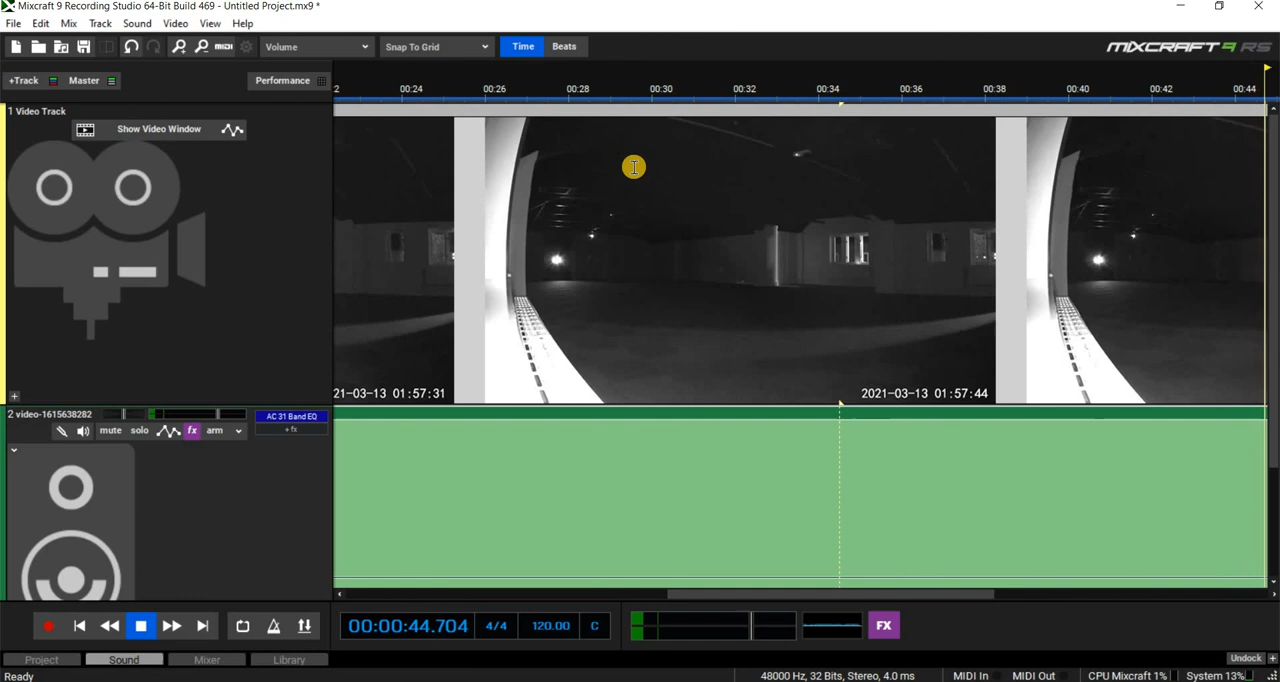 Mixcraft 9 Recording Studio 64-Bit Build 469 - Untitled Project.mx9 *
File Edit Mix Track Sound Video View Help
MIDI Volume Snap To Grid Time Beats MIXCRAFT 9 RS
+Track Master Performance
2 00:24 00:26 00:28 00:30 00:32 00:34 00:36 00:38 00:40 00:42 00:44
1 Video Track
Show Video Window
21-03-13 01:57:31 2021-03-13 01:57:44
2 video-1615638282 AC 31 Band EQ
mute solo fx arm + fx
00:00:44.704 4/4 120.00 C FX
Project Sound Mixer Library Undock +
Ready 48000 Hz, 32 Bits, Stereo, 4.0 ms MIDI In MIDI Out CPU Mixcraft 1% System 13%